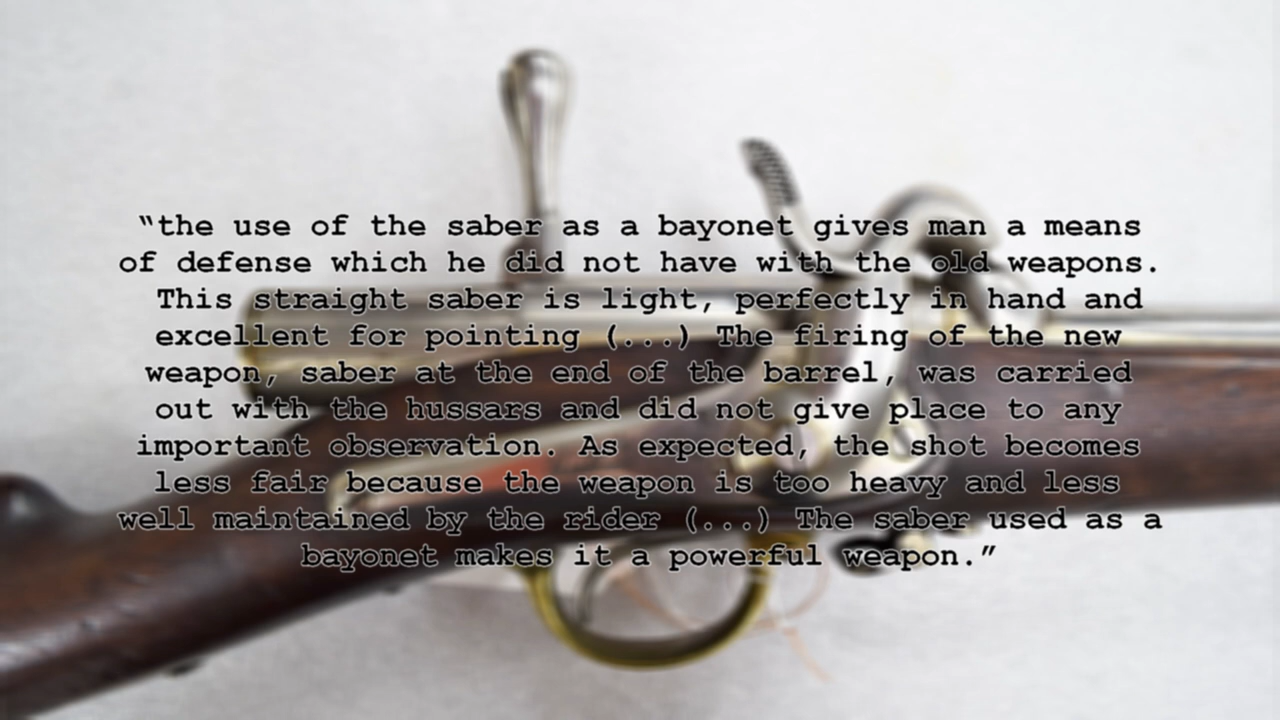 “the use of the saber as a bayonet gives man a means
of defense which he did not have with the old weapons.
This straight saber is light, perfectly in hand and
excellent for pointing (...) The firing of the new
weapon, saber at the end of the barrel, was carried
out with the hussars and did not give place to any
important observation. As expected, the shot becomes
less fair because the weapon is too heavy and less
well maintained by the rider (...) The saber used as a
bayonet makes it a powerful weapon.”